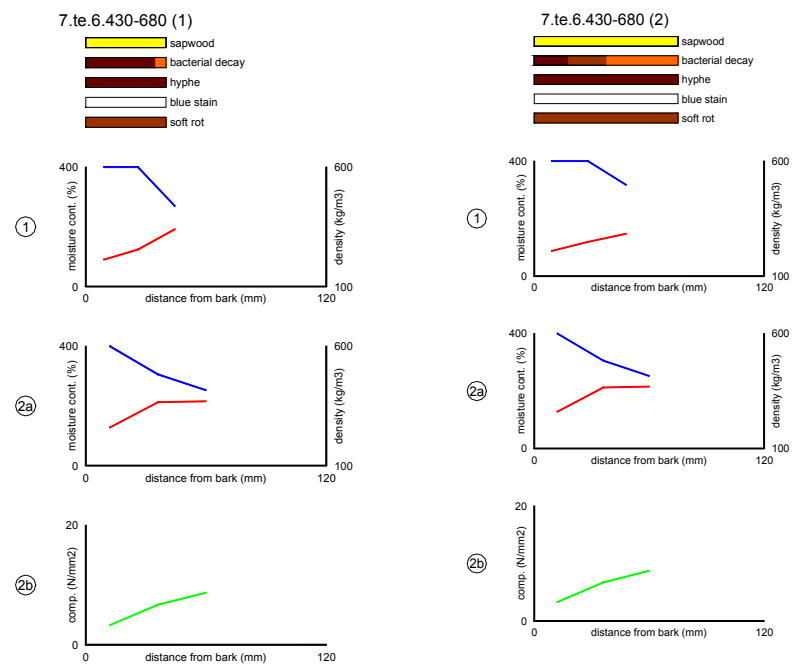 7.te.6.430-680 (1)
sapwood
bacterial decay
hyphe
blue stain
soft rot
1
400
moisture cont. (%)
0
600
density (kg/m3)
100
0
distance from bark (mm)
120
2a
400
moisture cont. (%)
0
600
density (kg/m3)
100
0
distance from bark (mm)
120
2b
20
comp. (N/mm2)
0
0
distance from bark (mm)
120
7.te.6.430-680 (2)
sapwood
bacterial decay
hyphe
blue stain
soft rot
1
400
moisture cont. (%)
0
600
density (kg/m3)
100
0
distance from bark (mm)
120
2a
400
moisture cont. (%)
0
600
density (kg/m3)
100
0
distance from bark (mm)
120
2b
20
comp. (N/mm2)
0
0
distance from bark (mm)
120